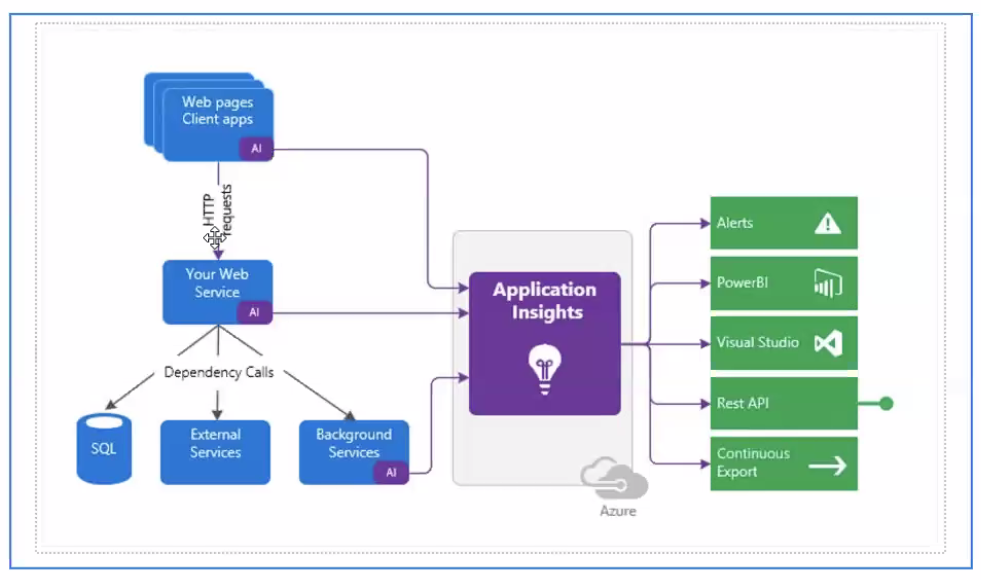 Web pages
Client apps
AI
HTTP
requests
Your Web
Service
AI
Dependency Calls
SQL
External
Services
Background
Services
AI
Application
Insights
Azure
Alerts
PowerBI
Visual Studio
Rest API
Continuous
Export